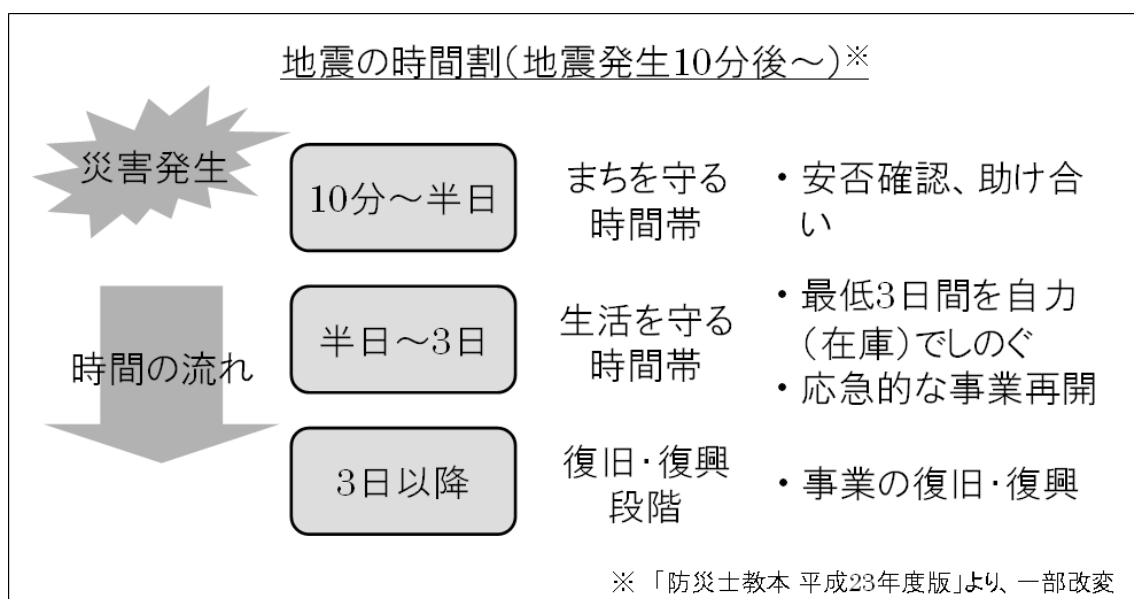 地震の時間割(地震発生10分後～)※
災害発生
10分～半日
まちを守る
時間帯
・安否確認、助け合
い
時間の流れ
半日～3日
生活を守る
時間帯
・最低3日間を自力
(在庫)でしのぐ
・応急的な事業再開
3日以降
復旧・復興
段階
・事業の復旧・復興
※ 「防災士教本 平成23年度版」より、一部改変